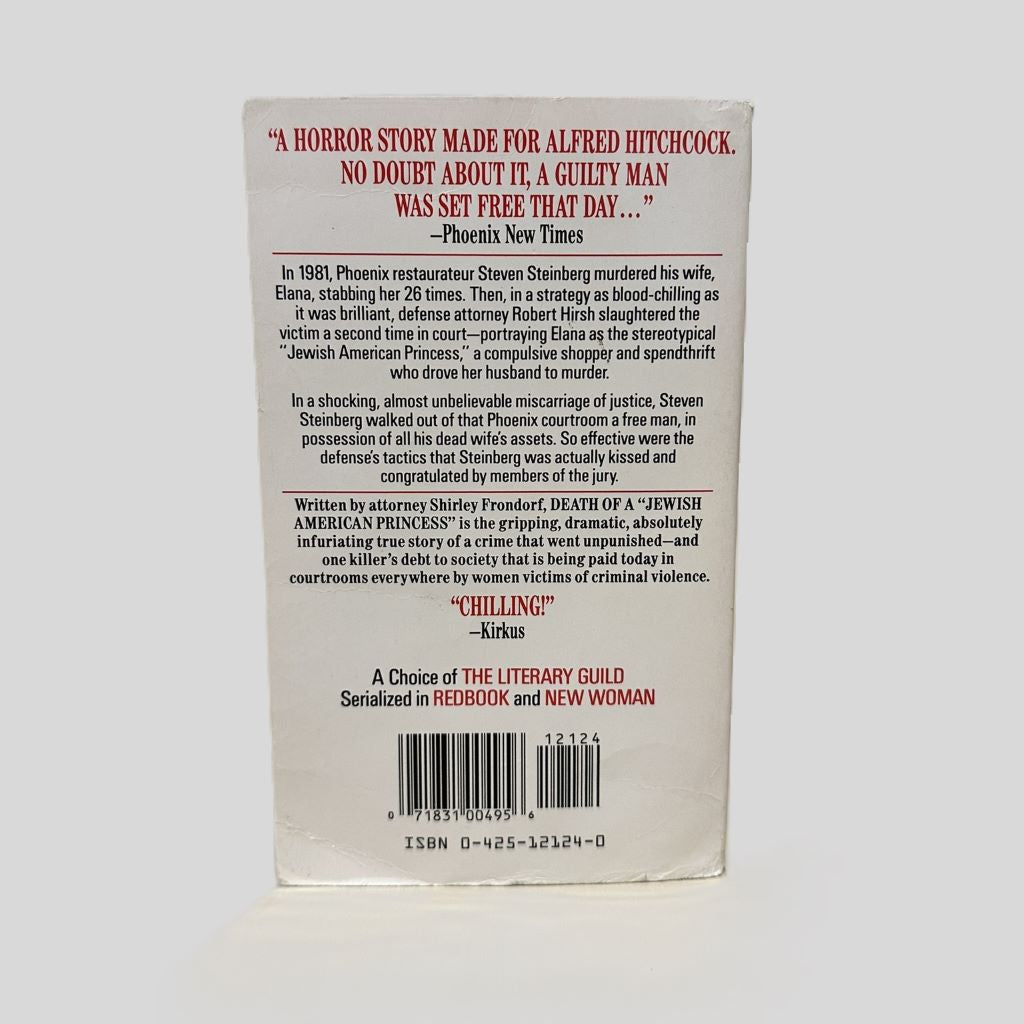 “A HORROR STORY MADE FOR ALFRED HITCHCOCK.
NO DOUBT ABOUT IT, A GUILTY MAN
WAS SET FREE THAT DAY...”
–Phoenix New Times
In 1981, Phoenix restaurateur Steven Steinberg murdered his wife,
Elana, stabbing her 26 times. Then, in a strategy as blood-chilling as
it was brilliant, defense attorney Robert Hirsh slaughtered the
victim a second time in court—portraying Elana as the stereotypical
“Jewish American Princess,” a compulsive shopper and spendthrift
who drove her husband to murder.
In a shocking, almost unbelievable miscarriage of justice, Steven
Steinberg walked out of that Phoenix courtroom a free man, in
possession of all his dead wife’s assets. So effective were the
defense’s tactics that Steinberg was actually kissed and
congratulated by members of the jury.
Written by attorney Shirley Frondorf, DEATH OF A “JEWISH
AMERICAN PRINCESS” is the gripping, dramatic, absolutely
infuriating true story of a crime that went unpunished—and
one killer’s debt to society that is being paid today in
courtrooms everywhere by women victims of criminal violence.
“CHILLING!”
–Kirkus
A Choice of THE LITERARY GUILD
Serialized in REDBOOK and NEW WOMAN
12124
0 71831 00495 6
ISBN 0-425-12124-0